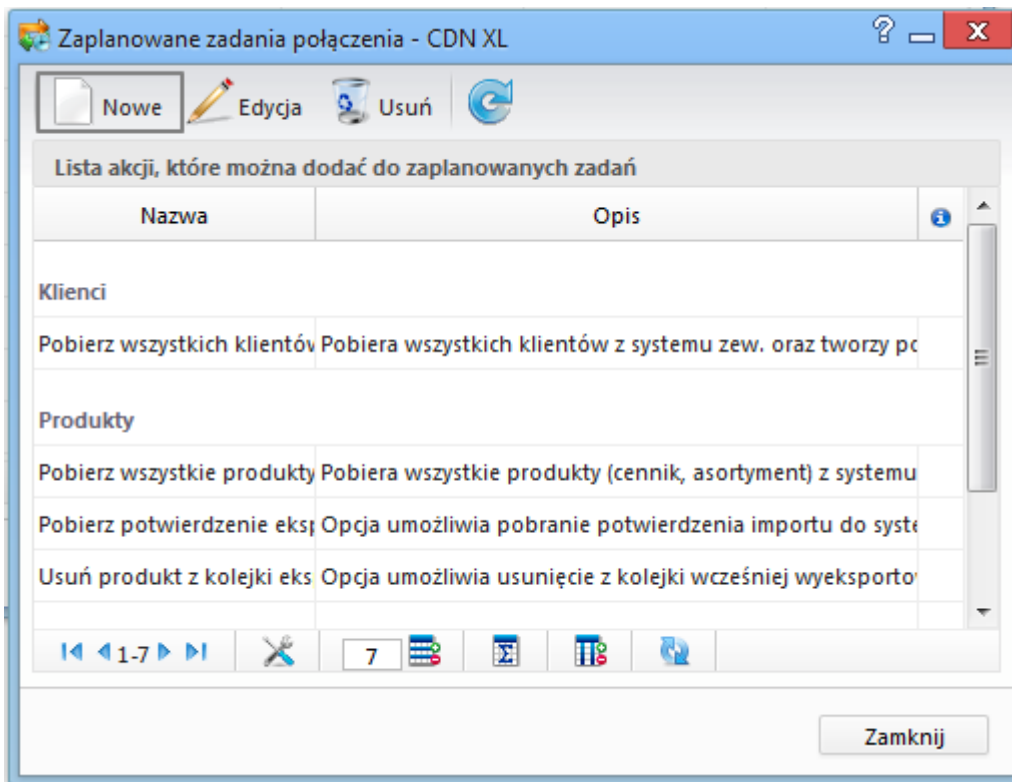 Zaplanowane zadania połączenia - CDN XL
Nowe Edycja Usuń
Lista akcji, które można dodać do zaplanowanych zadań
Nazwa Opis
Klienci
Pobierz wszystkich klientów Pobiera wszystkich klientów z systemu zew. oraz tworzy po
Produkty
Pobierz wszystkie produkty Pobiera wszystkie produkty (cennik, asortyment) z systemu
Pobierz potwierdzenie eksp Opcja umożliwia pobranie potwierdzenia importu do syste
Usuń produkt z kolejki eks Opcja umożliwia usunięcie z kolejki wcześniej wyeksporto
1-7 7
Zamknij